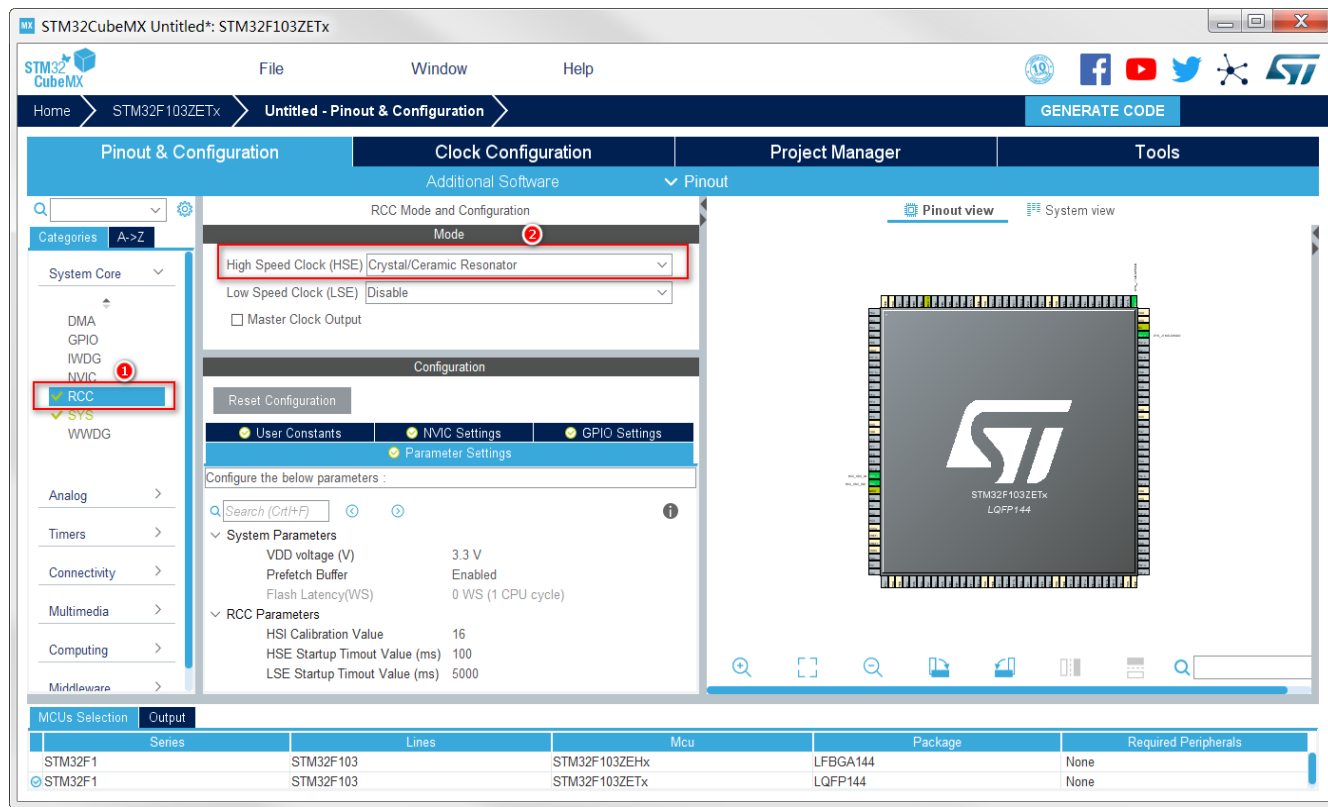 MX STM32CubeMX Untitled*: STM32F103ZETx
STM32 CubeMX
File Window Help
10
Home STM32F103ZETx Untitled - Pinout & Configuration GENERATE CODE
Pinout & Configuration Clock Configuration Project Manager Tools
Additional Software Pinout
RCC Mode and Configuration
Pinout view System view
Categories A->Z
Mode 2
High Speed Clock (HSE) Crystal/Ceramic Resonator
System Core
Low Speed Clock (LSE) Disable
Master Clock Output
DMA
GPIO
IWDG
NVIC
1
RCC
SYS
WWDG
Configuration
Reset Configuration
User Constants NVIC Settings GPIO Settings
Parameter Settings
Configure the below parameters :
Search (Crtl+F)
System Parameters
VDD voltage (V) 3.3 V
Prefetch Buffer Enabled
Flash Latency(WS) 0 WS (1 CPU cycle)
RCC Parameters
HSI Calibration Value 16
HSE Startup Timout Value (ms) 100
LSE Startup Timout Value (ms) 5000
Analog
Timers
Connectivity
Multimedia
Computing
Middleware
STM32F103ZETx
LQFP144
MCUs Selection Output
Series Lines Mcu Package Required Peripherals
STM32F1 STM32F103 STM32F103ZEHx LFBGA144 None
STM32F1 STM32F103 STM32F103ZETx LQFP144 None